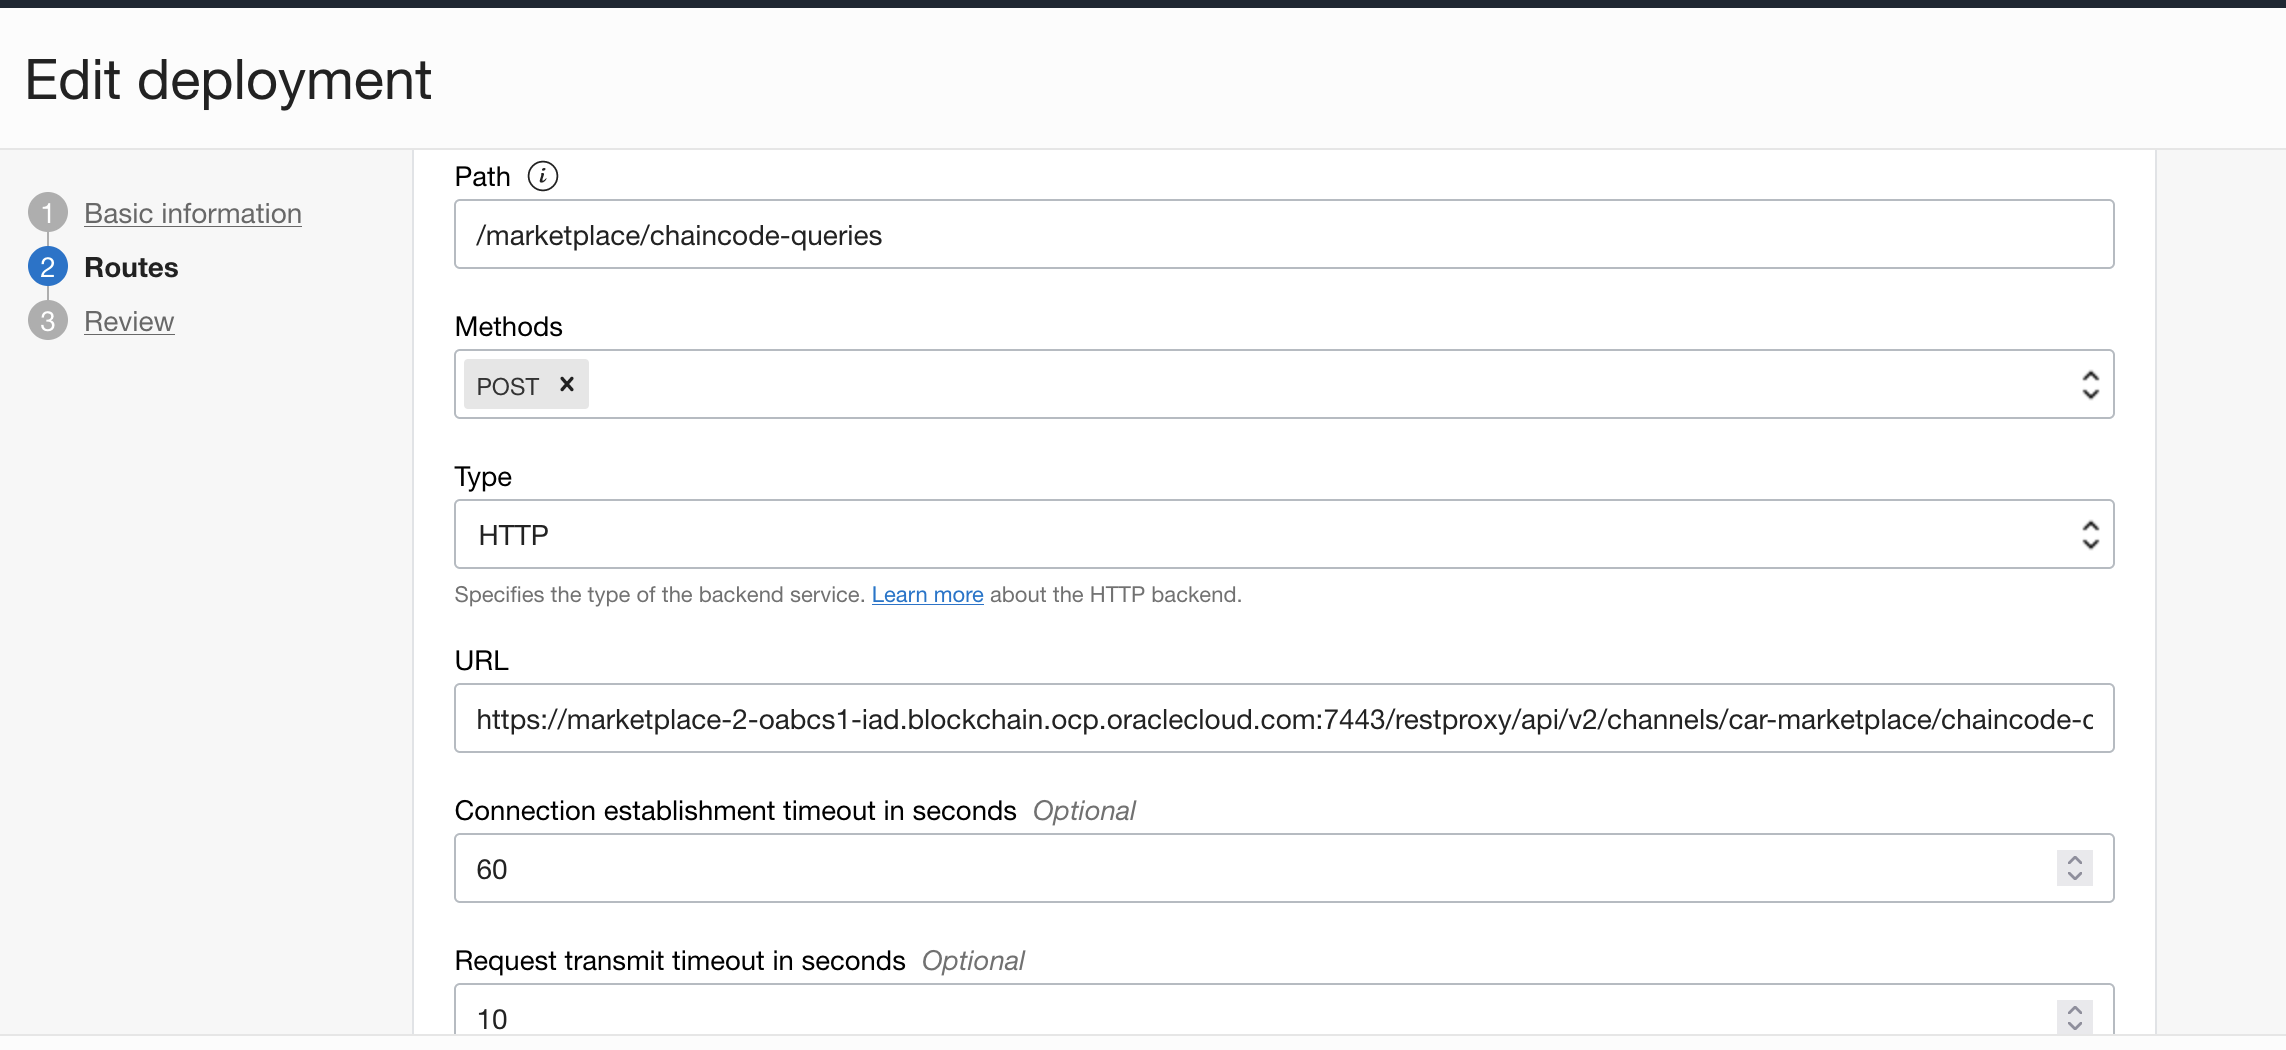 Edit deployment
1 Basic information
2 Routes
3 Review
Path i
/marketplace/chaincode-queries
Methods
POST ×
Type
HTTP
Specifies the type of the backend service. Learn more about the HTTP backend.
URL
https://marketplace-2-oabcs1-iad.blockchain.ocp.oraclecloud.com:7443/restproxy/api/v2/channels/car-marketplace/chaincode-
Connection establishment timeout in seconds Optional
60
Request transmit timeout in seconds Optional
10